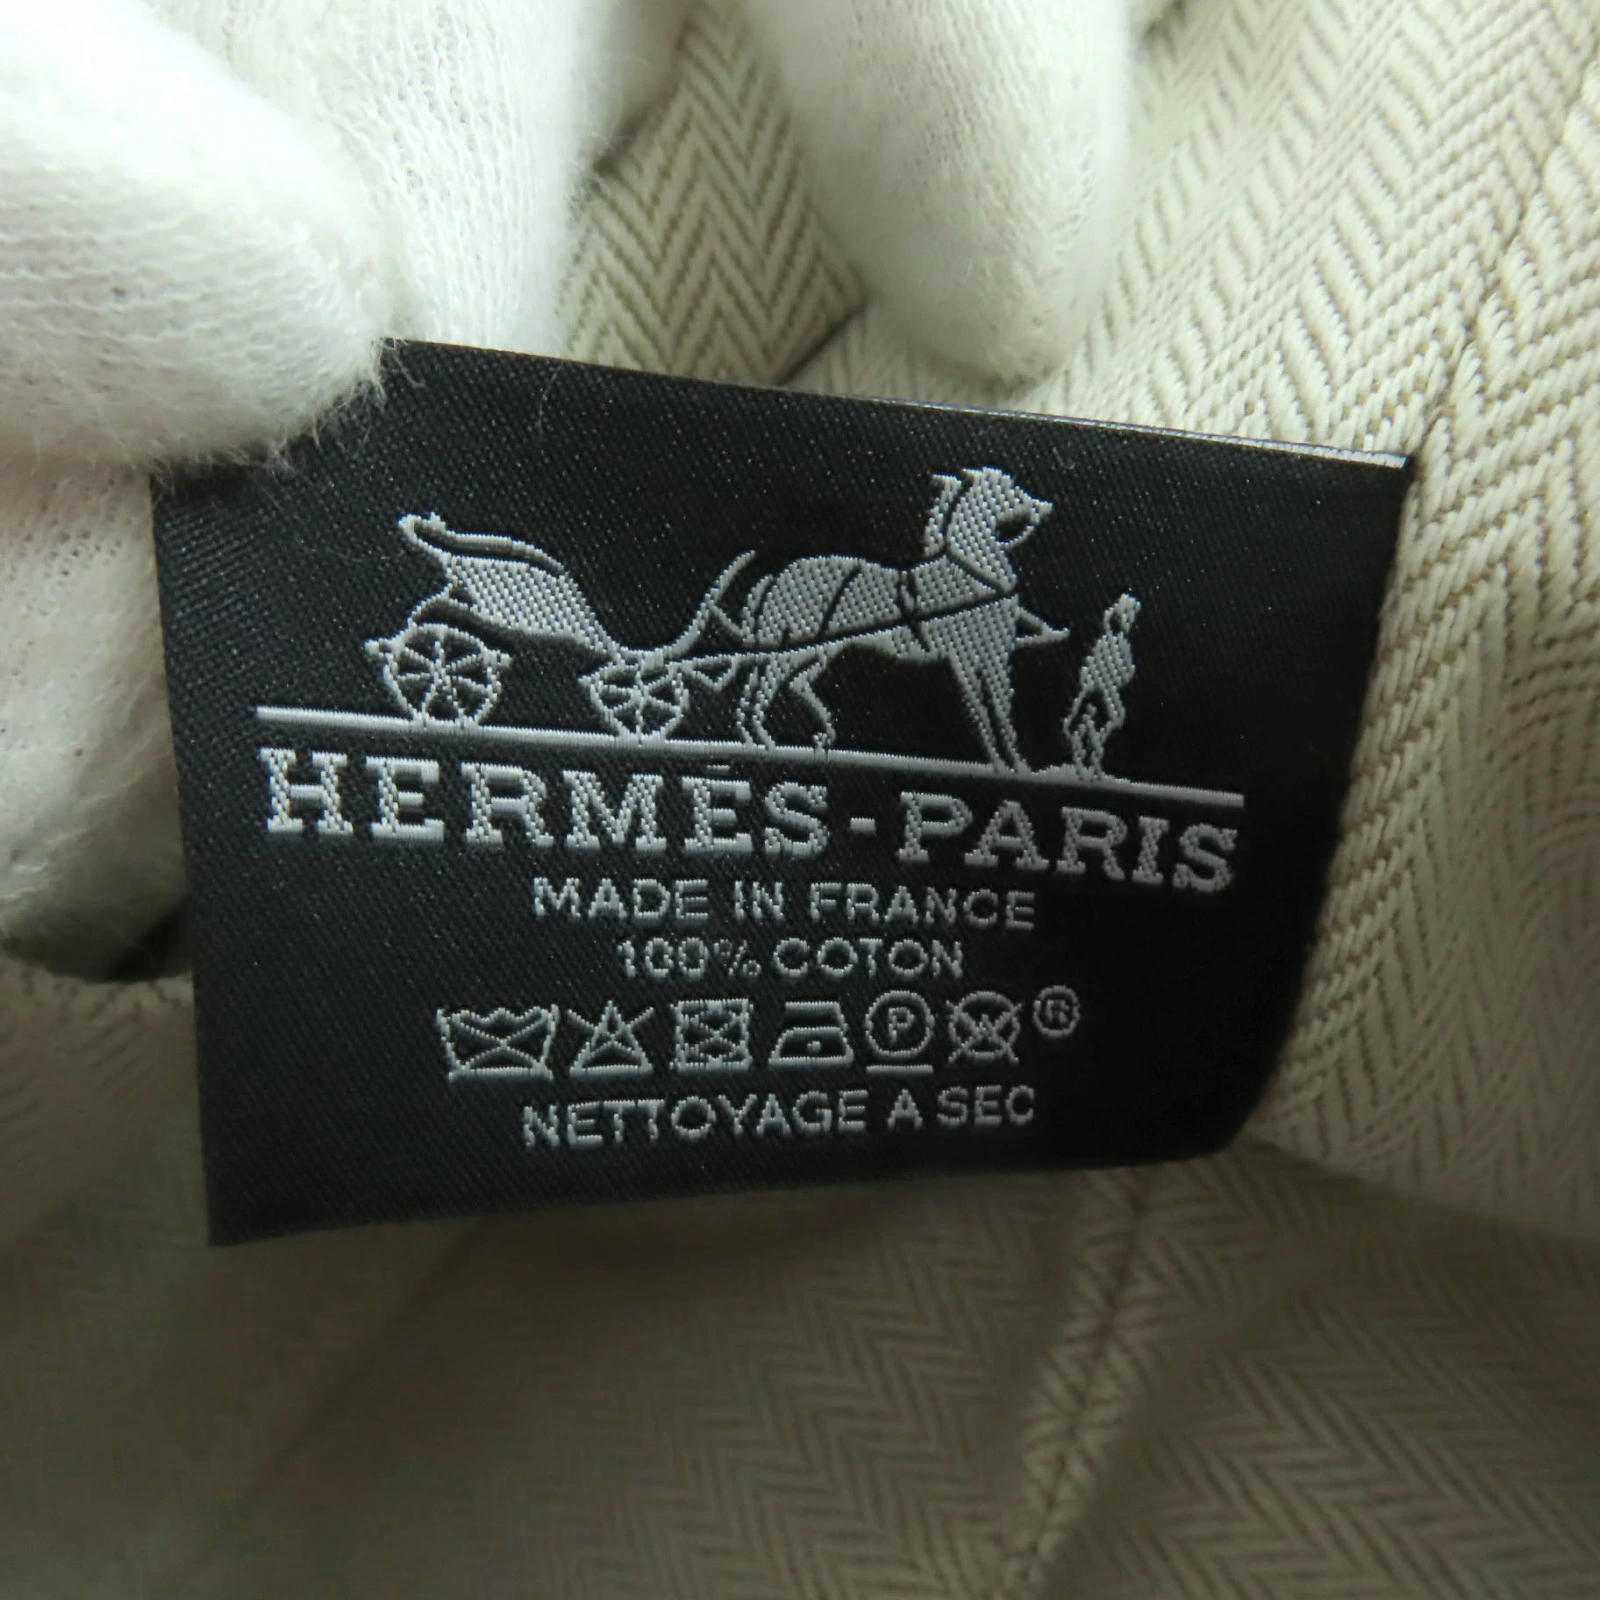 HERMÈS-PARIS
MADE IN FRANCE
100% COTON
P W ®
NETTOYAGE A SEC